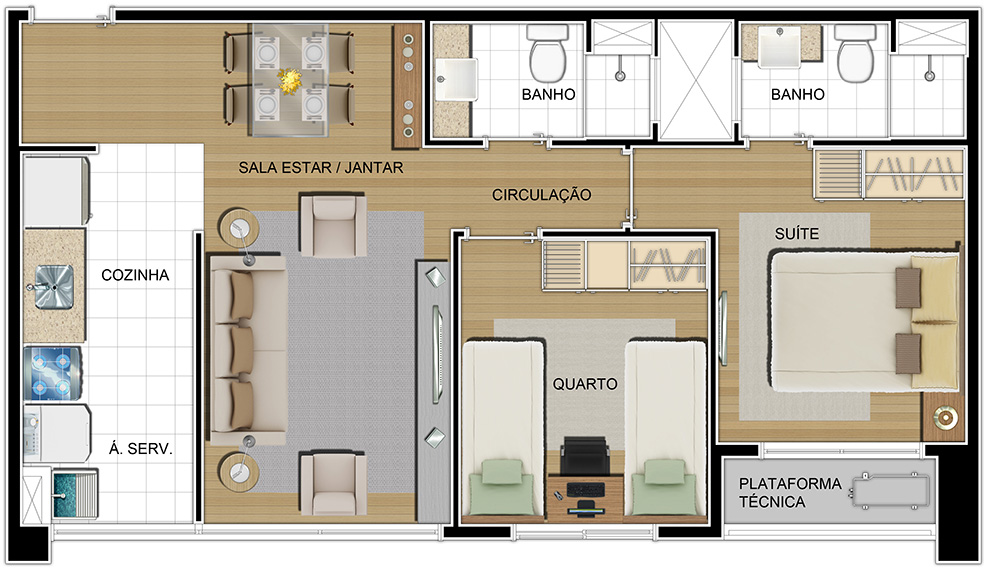 BANHO
BANHO
SALA ESTAR / JANTAR
CIRCULAÇÃO
SUÍTE
COZINHA
QUARTO
Á. SERV.
PLATAFORMA
TÉCNICA